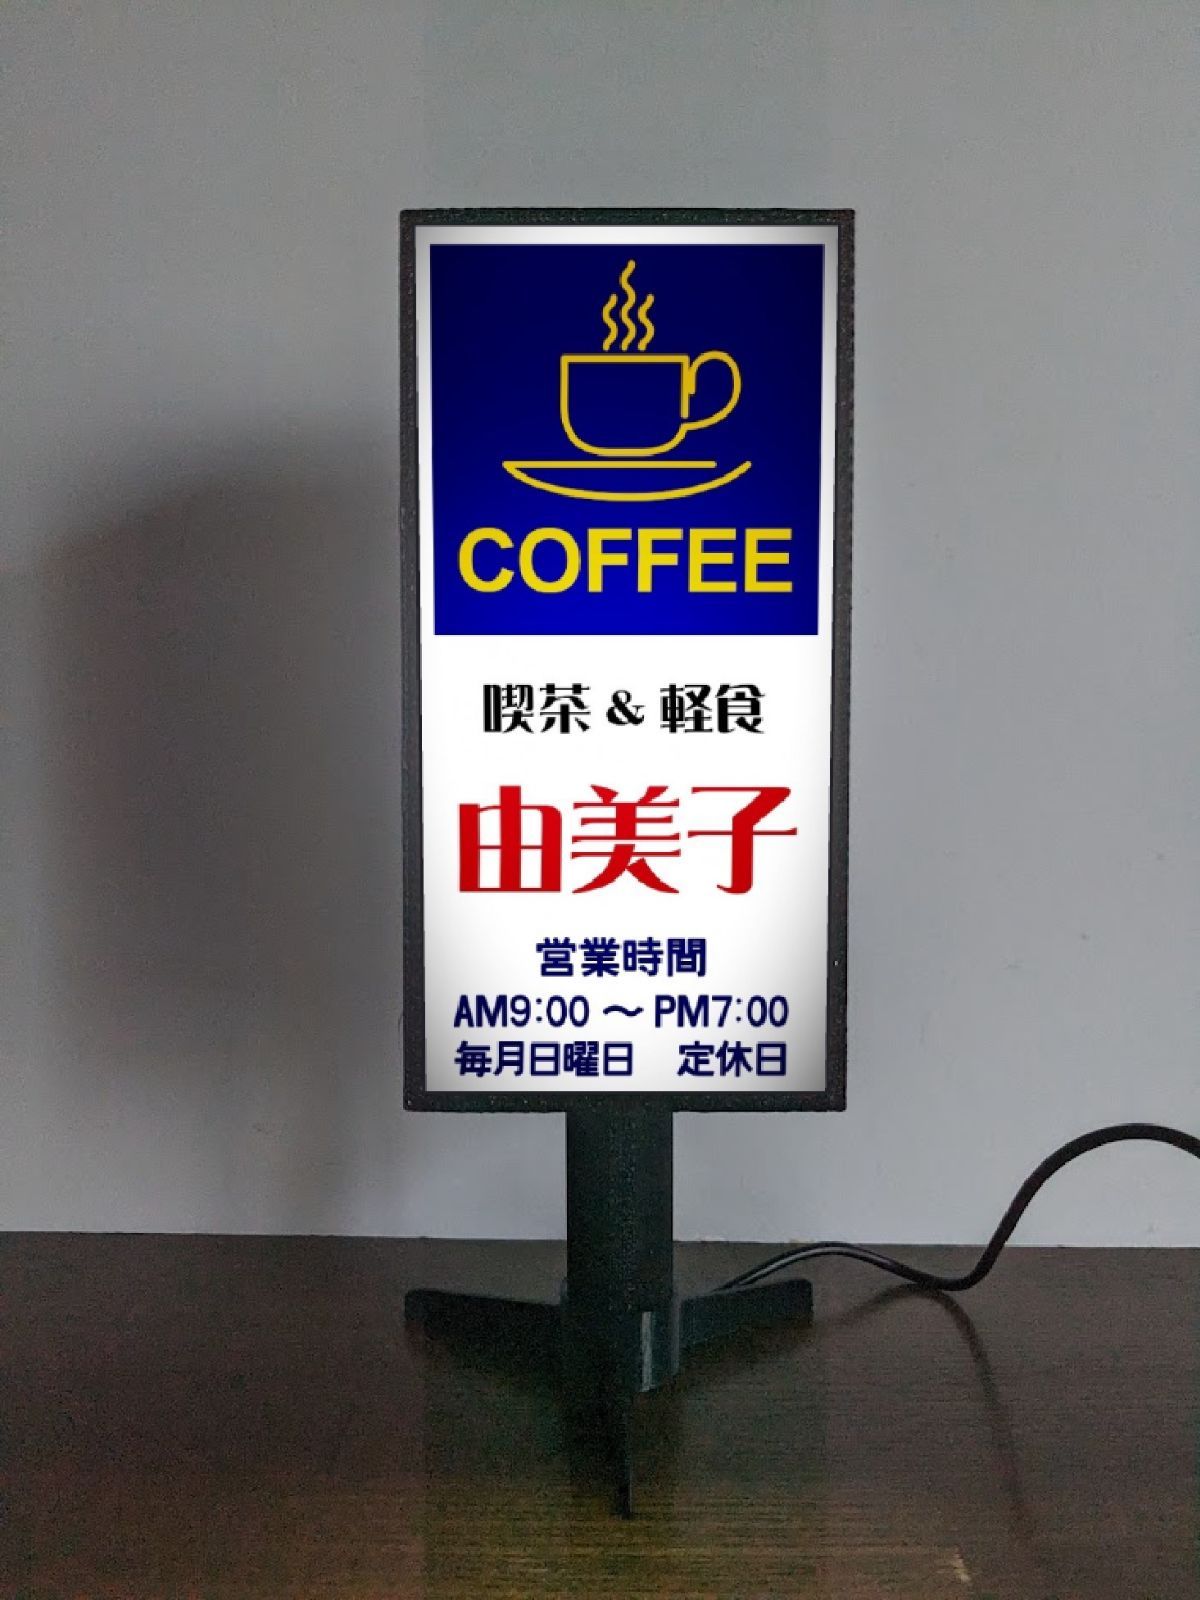 COFFEE
喫茶 & 軽食
由美子
営業時間
AM9:00 〜 PM7:00
毎月日曜日　定休日